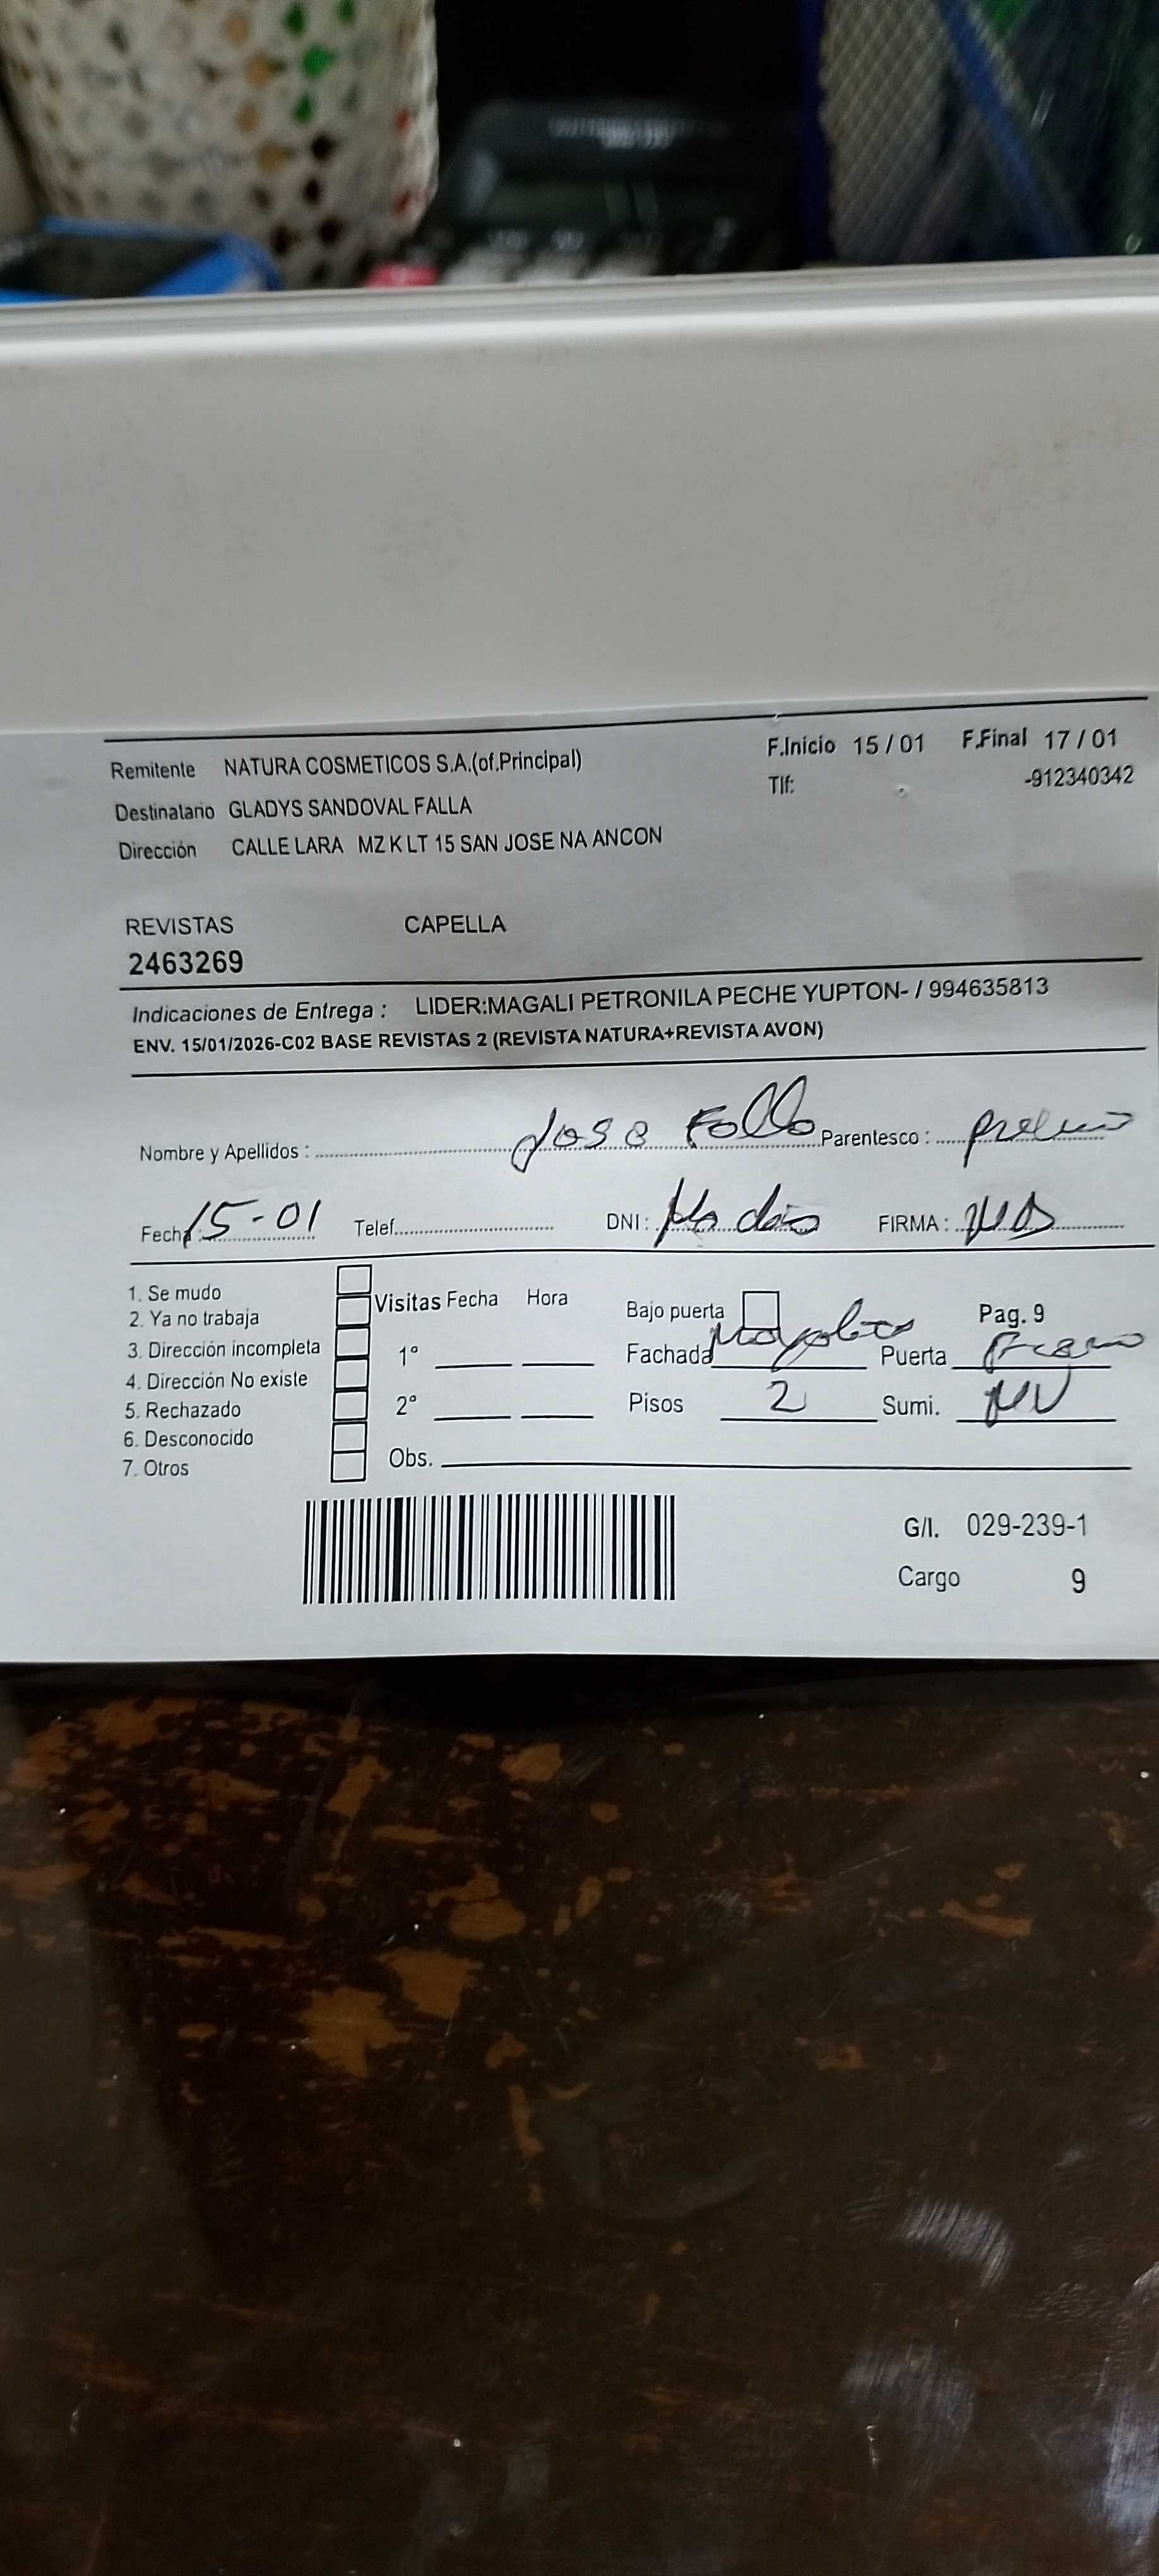 Remitente NATURA COSMETICOS S.A.(of.Principal) F.Inicio 15 / 01 F.Final 17 / 01
Destinatario GLADYS SANDOVAL FALLA Tlf: -912340342
Dirección CALLE LARA MZ K LT 15 SAN JOSE NA ANCON
REVISTAS CAPELLA
2463269
Indicaciones de Entrega : LIDER:MAGALI PETRONILA PECHE YUPTON- / 994635813
ENV. 15/01/2026-C02 BASE REVISTAS 2 (REVISTA NATURA+REVISTA AVON)
Nombre y Apellidos : Jose Falla Parentesco :
Fecha : 15-01 Telef. DNI : No dio FIRMA :
1. Se mudo
2. Ya no trabaja
3. Dirección incompleta
4. Dirección No existe
5. Rechazado
6. Desconocido
7. Otros
Visitas Fecha Hora
1°
2°
Obs.
Bajo puerta Pag. 9
Fachada Puerta
Pisos 2 Sumi.
G/I. 029-239-1
Cargo 9